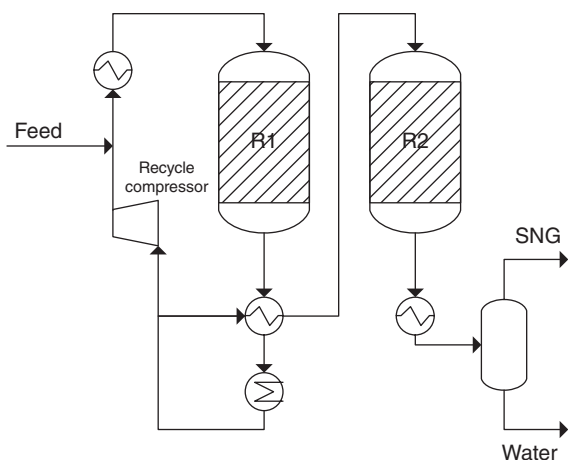 Feed
Recycle
compressor
R1
R2
SNG
Water